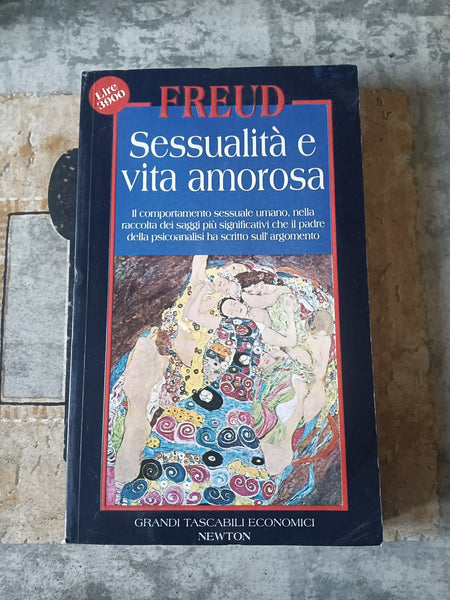 Lire
3900
FREUD
Sessualità e
vita amorosa
Il comportamento sessuale umano, nella
raccolta dei saggi più significativi che il padre
della psicoanalisi ha scritto sull'argomento
GRANDI TASCABILI ECONOMICI
NEWTON